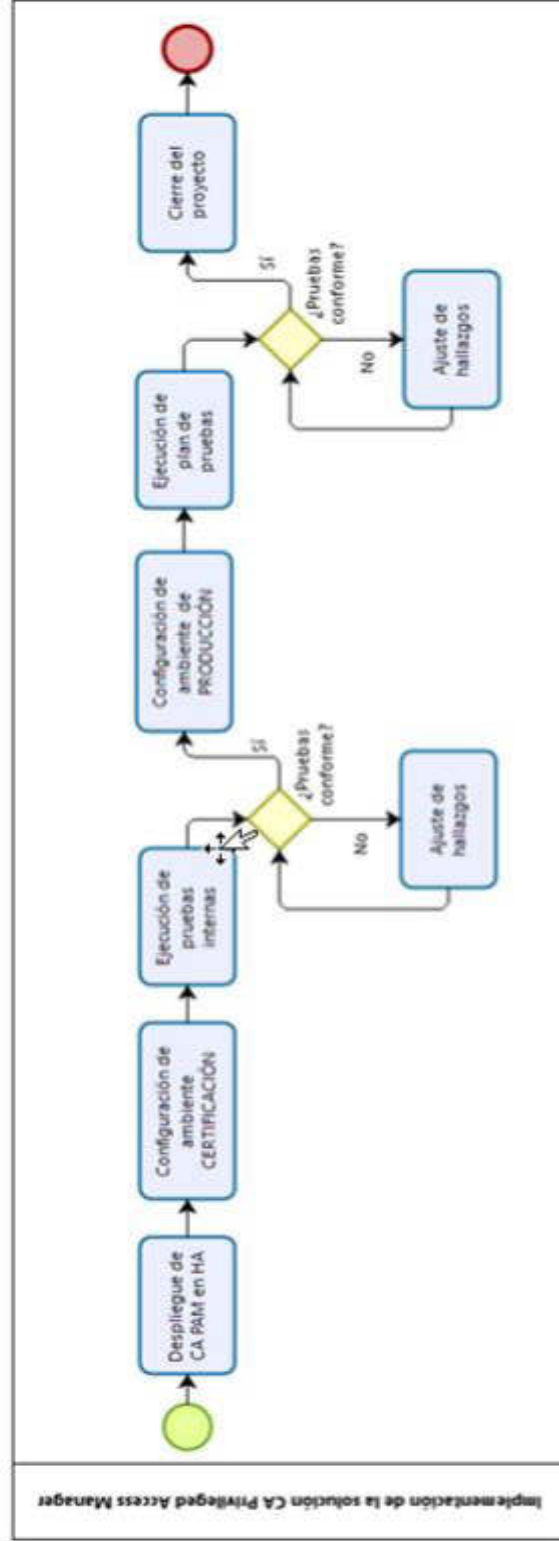 Implementación de la solución CA Privileged Access Manager
Despliegue de
CA PAM en HA
Configuración de
ambiente
CERTIFICACIÓN
Ejecución de
pruebas
internas
¿Pruebas
conforme?
No
Ajuste de
hallazgos
Sí
Configuración de
ambiente de
PRODUCCIÓN
Ejecución de
plan de
pruebas
¿Pruebas
conforme?
No
Ajuste de
hallazgos
Sí
Cierre del
proyecto